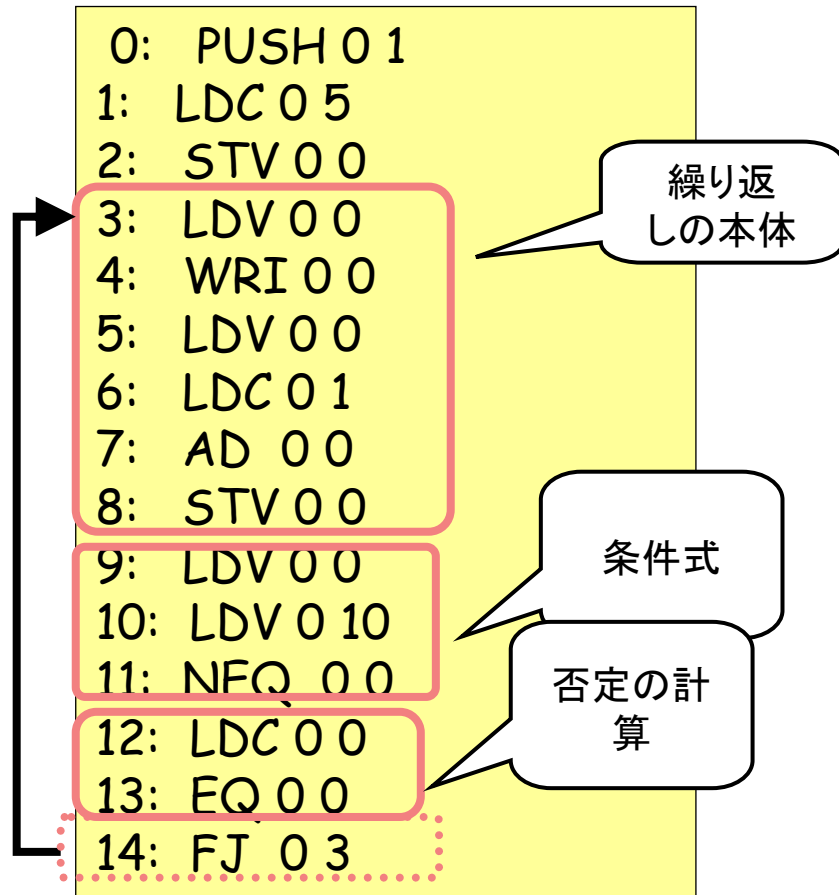 0: PUSH 0 1
1: LDC 0 5
2: STV 0 0
3: LDV 0 0
4: WRI 0 0
5: LDV 0 0
6: LDC 0 1
7: AD 0 0
8: STV 0 0
9: LDV 0 0
10: LDV 0 10
11: NEQ 0 0
12: LDC 0 0
13: EQ 0 0
14: FJ 0 3
繰り返
しの本体
条件式
否定の計
算